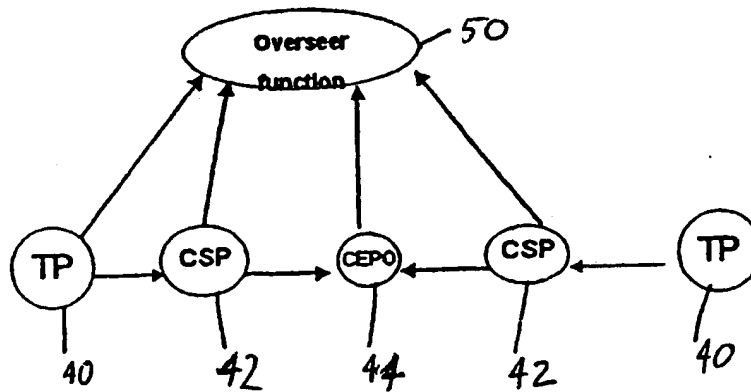 Overseer
function
50
TP
CSP
CEPO
CSP
TP
40
42
44
42
40